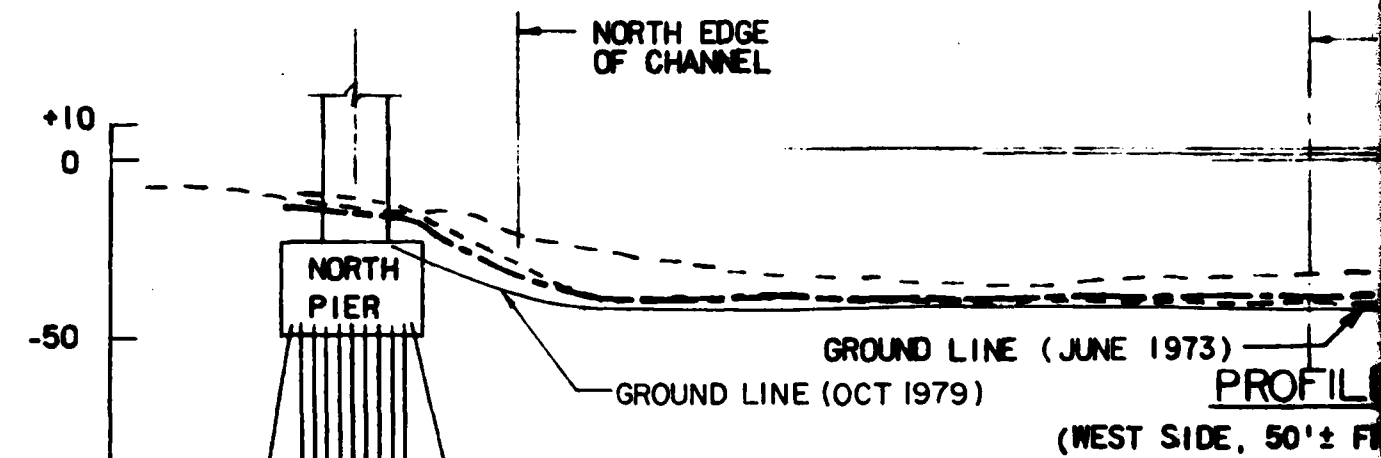 NORTH EDGE
OF CHANNEL
+10
0
NORTH
PIER
-50
GROUND LINE (JUNE 1973)
GROUND LINE (OCT 1979)
PROFIL
(WEST SIDE, 50'±